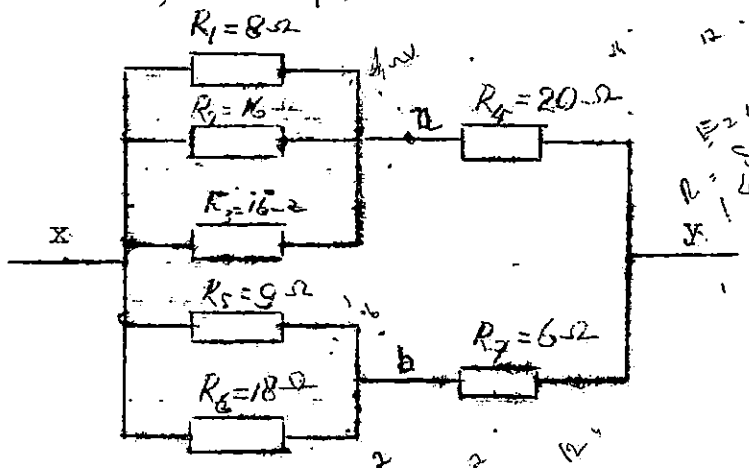 R₁ = 8Ω
R₂ = 16Ω
R₃ = 16Ω
a
R₄ = 20Ω
x
y
R₅ = 9Ω
b
R₇ = 6Ω
R₆ = 18Ω